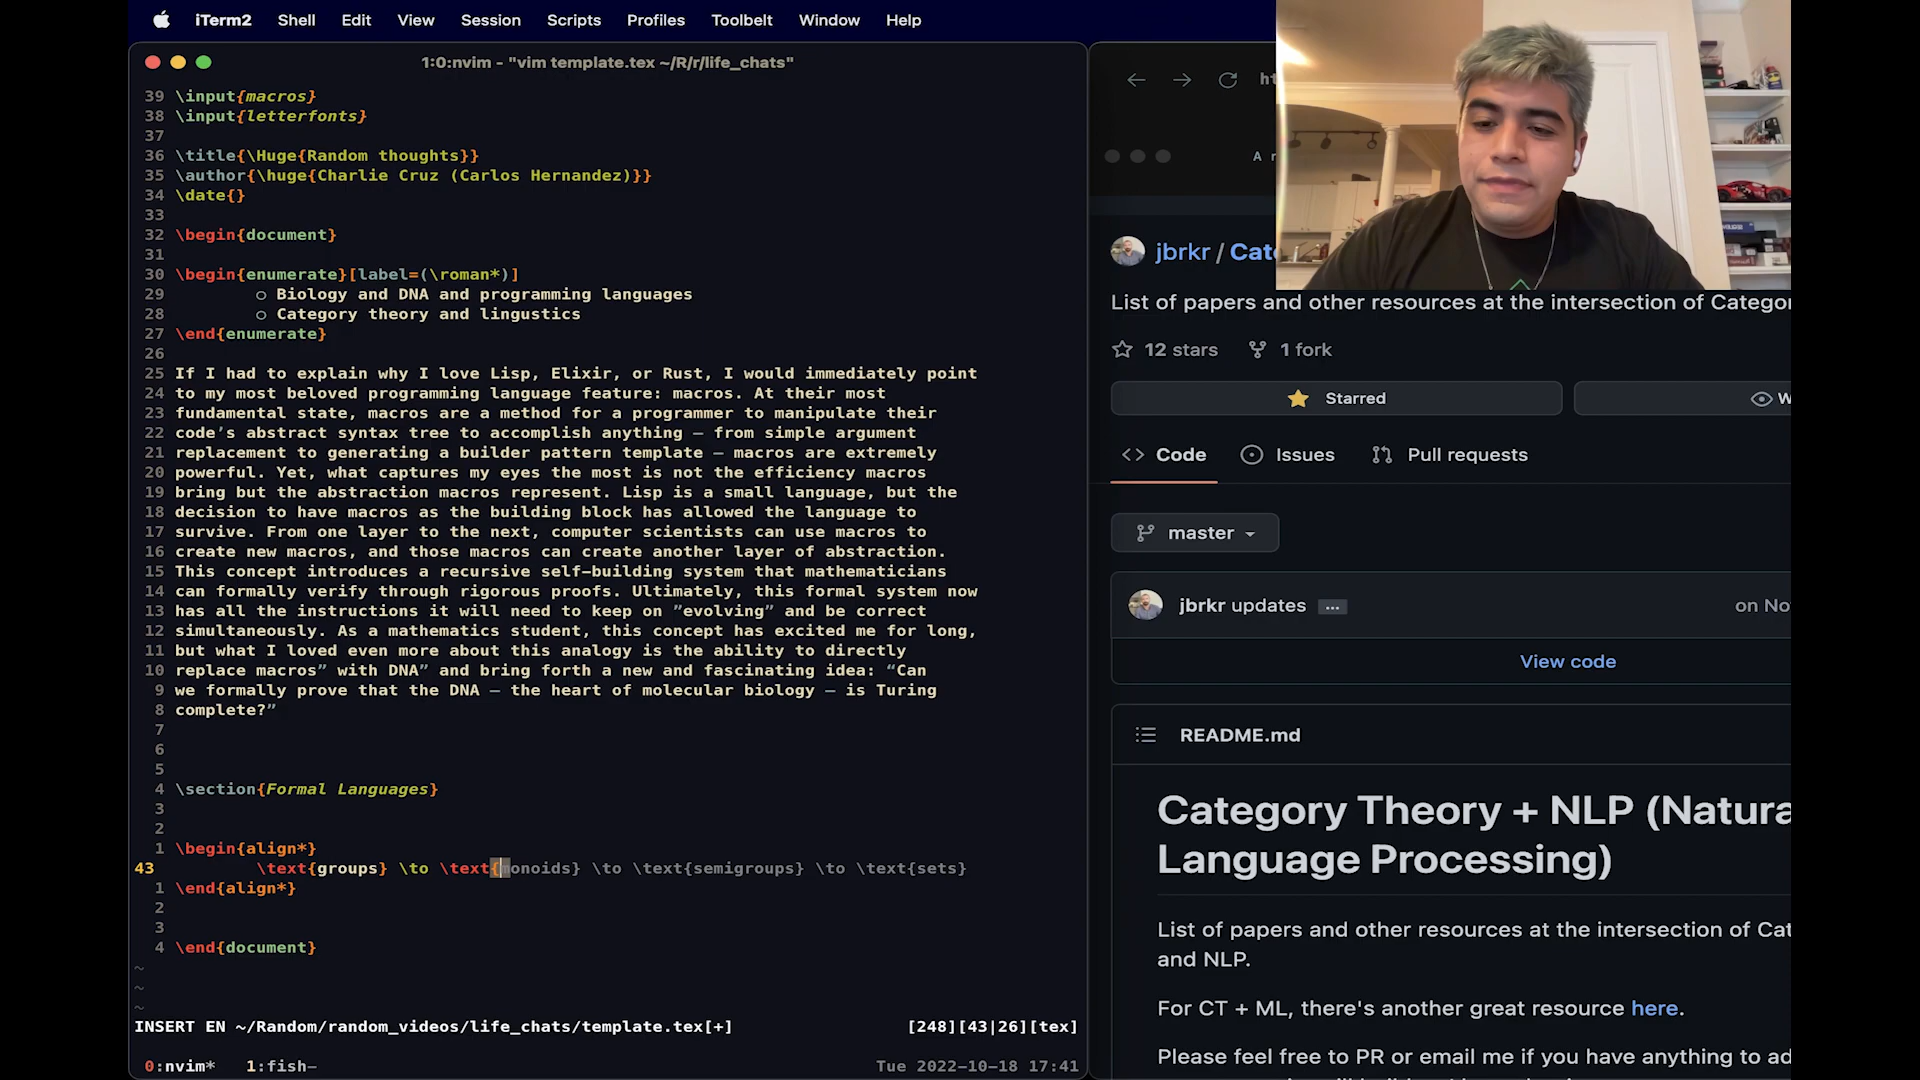 iTerm2 Shell Edit View Session Scripts Profiles Toolbelt Window Help
1:0:nvim - "vim template.tex ~/R/r/life_chats"
39 \input{macros}
38 \input{letterfonts}
37
36 \title{\Huge{Random thoughts}}
35 \author{\huge{Charlie Cruz (Carlos Hernandez)}}
34 \date{}
33
32 \begin{document}
31
30 \begin{enumerate}[label=(\roman*)]
29 ○ Biology and DNA and programming languages
28 ○ Category theory and lingustics
27 \end{enumerate}
26
25 If I had to explain why I love Lisp, Elixir, or Rust, I would immediately point
24 to my most beloved programming language feature: macros. At their most
23 fundamental state, macros are a method for a programmer to manipulate their
22 code's abstract syntax tree to accomplish anything — from simple argument
21 replacement to generating a builder pattern template — macros are extremely
20 powerful. Yet, what captures my eyes the most is not the efficiency macros
19 bring but the abstraction macros represent. Lisp is a small language, but the
18 decision to have macros as the building block has allowed the language to
17 survive. From one layer to the next, computer scientists can use macros to
16 create new macros, and those macros can create another layer of abstraction.
15 This concept introduces a recursive self-building system that mathematicians
14 can formally verify through rigorous proofs. Ultimately, this formal system now
13 has all the instructions it will need to keep on ”evolving” and be correct
12 simultaneously. As a mathematics student, this concept has excited me for long,
11 but what I loved even more about this analogy is the ability to directly
10 replace macros” with DNA” and bring forth a new and fascinating idea: “Can
9 we formally prove that the DNA — the heart of molecular biology — is Turing
8 complete?”
7
6
5
4 \section{Formal Languages}
3
2
1 \begin{align*}
43 \text{groups} \to \text{monoids} \to \text{semigroups} \to \text{sets}
1 \end{align*}
2
3
4 \end{document}
~
~
~
INSERT EN ~/Random/random_videos/life_chats/template.tex[+] [248][43|26][tex]
0:nvim* 1:fish- Tue 2022-10-18 17:41
ht
A r
jbrkr / Cate
List of papers and other resources at the intersection of Categor
12 stars 1 fork
Starred W
Code Issues Pull requests
master
jbrkr updates ... on No
View code
README.md
Category Theory + NLP (Natura
Language Processing)
List of papers and other resources at the intersection of Cat
and NLP.
For CT + ML, there's another great resource here.
Please feel free to PR or email me if you have anything to ad